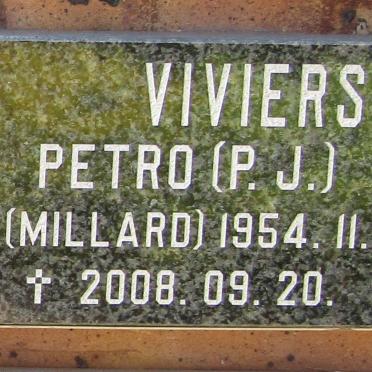 VIVIERS
PETRO (P. J.)
(MILLARD) 1954. 11.
✝ 2008. 09. 20.